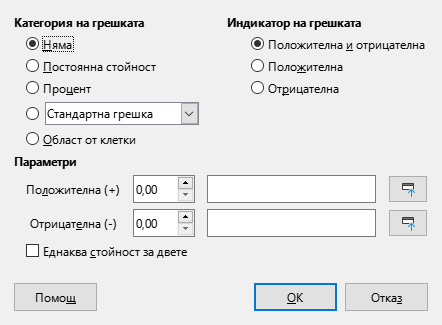 Категория на грешката
Няма
Постоянна стойност
Процент
Стандартна грешка
Област от клетки
Индикатор на грешката
Положителна и отрицателна
Положителна
Отрицателна
Параметри
Положителна (+) 0,00
Отрицателна (-) 0,00
Еднаква стойност за двете
Помощ OK Отказ